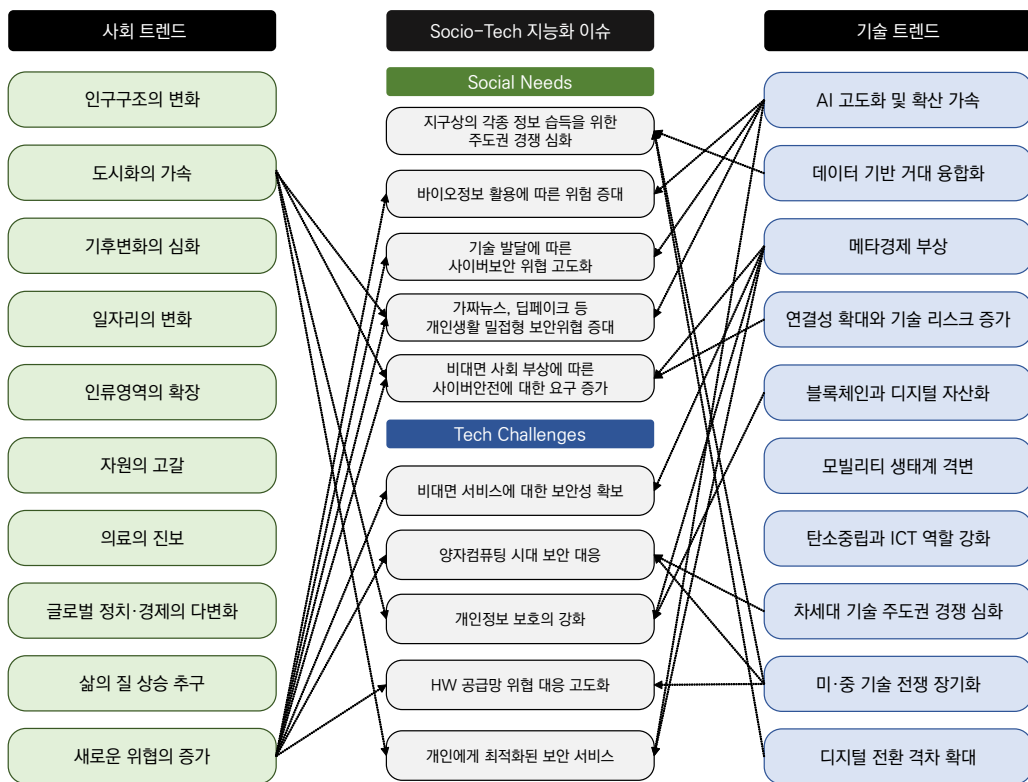 사회 트렌드
Socio-Tech 지능화 이슈
기술 트렌드
인구구조의 변화
도시화의 가속
기후변화의 심화
일자리의 변화
인류영역의 확장
자원의 고갈
의료의 진보
글로벌 정치·경제의 다변화
삶의 질 상승 추구
새로운 위협의 증가
Social Needs
지구상의 각종 정보 습득을 위한
주도권 경쟁 심화
바이오정보 활용에 따른 위험 증대
기술 발달에 따른
사이버보안 위협 고도화
가짜뉴스, 딥페이크 등
개인생활 밀접형 보안위협 증대
비대면 사회 부상에 따른
사이버안전에 대한 요구 증가
Tech Challenges
비대면 서비스에 대한 보안성 확보
양자컴퓨팅 시대 보안 대응
개인정보 보호의 강화
HW 공급망 위협 대응 고도화
개인에게 최적화된 보안 서비스
AI 고도화 및 확산 가속
데이터 기반 거대 융합화
메타경제 부상
연결성 확대와 기술 리스크 증가
블록체인과 디지털 자산화
모빌리티 생태계 격변
탄소중립과 ICT 역할 강화
차세대 기술 주도권 경쟁 심화
미·중 기술 전쟁 장기화
디지털 전환 격차 확대